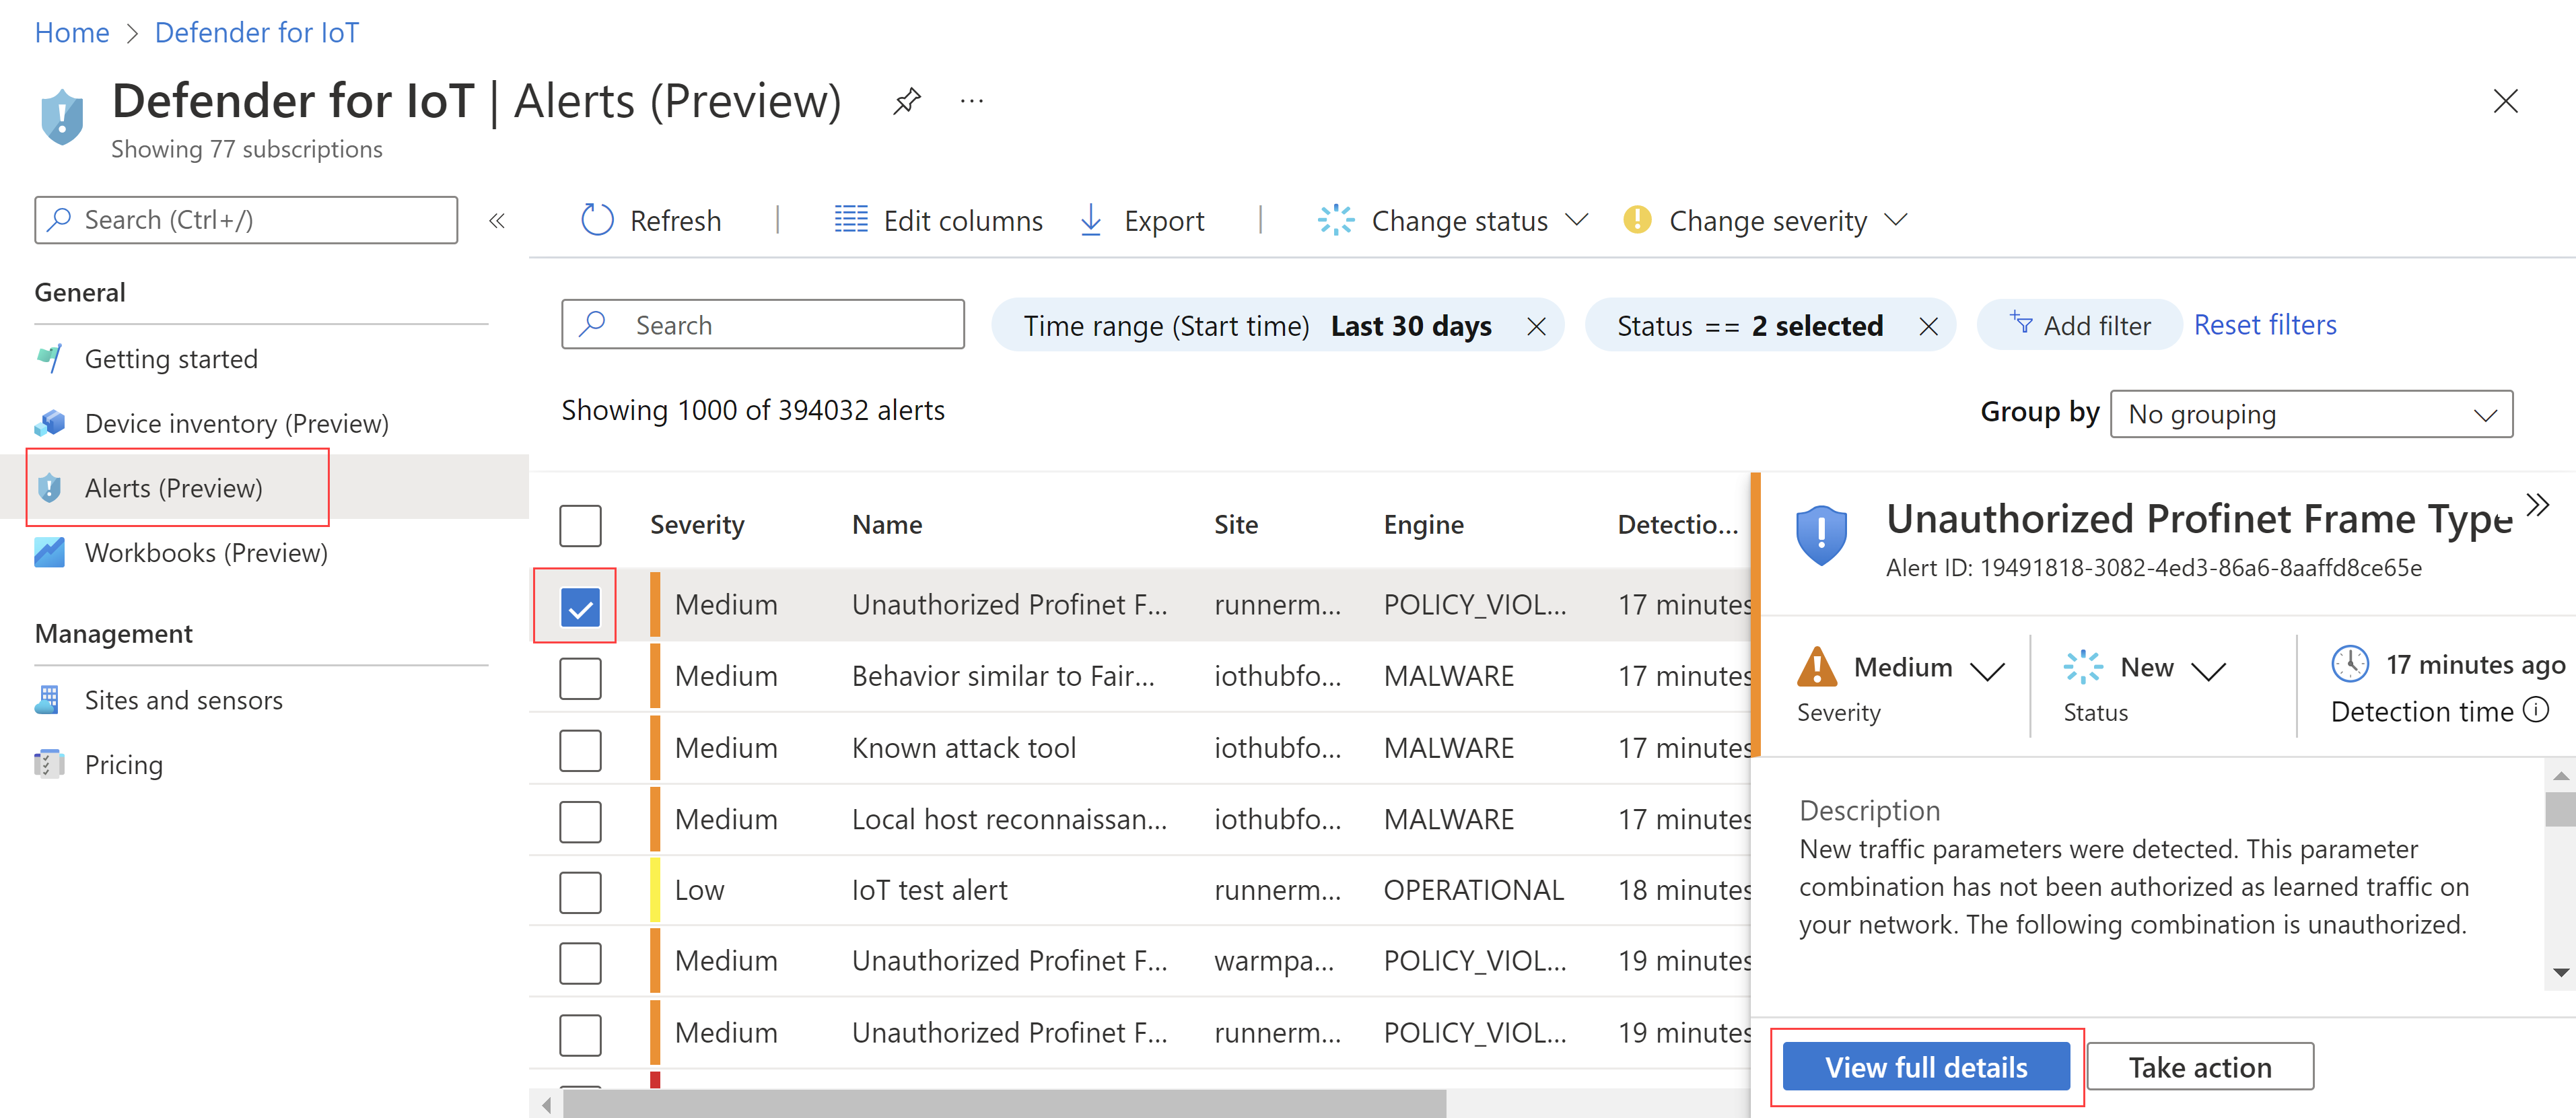 Home > Defender for IoT
Defender for IoT | Alerts (Preview) ...
Showing 77 subscriptions
Search (Ctrl+/) «
General
Getting started
Device inventory (Preview)
Alerts (Preview)
Workbooks (Preview)
Management
Sites and sensors
Pricing
Refresh | Edit columns Export | Change status Change severity
Search Time range (Start time) Last 30 days Status == 2 selected Add filter Reset filters
Showing 1000 of 394032 alerts Group by No grouping
Severity Name Site Engine Detectio...
Medium Unauthorized Profinet F... runnerm... POLICY_VIOL... 17 minutes
Medium Behavior similar to Fair... iothubfo... MALWARE 17 minutes
Medium Known attack tool iothubfo... MALWARE 17 minutes
Medium Local host reconnaissan... iothubfo... MALWARE 17 minutes
Low IoT test alert runnerm... OPERATIONAL 18 minutes
Medium Unauthorized Profinet F... warmpa... POLICY_VIOL... 19 minutes
Medium Unauthorized Profinet F... runnerm... POLICY_VIOL... 19 minutes
Unauthorized Profinet Frame Type
Alert ID: 19491818-3082-4ed3-86a6-8aaffd8ce65e
Medium New 17 minutes ago
Severity Status Detection time
Description
New traffic parameters were detected. This parameter
combination has not been authorized as learned traffic on
your network. The following combination is unauthorized.
View full details Take action